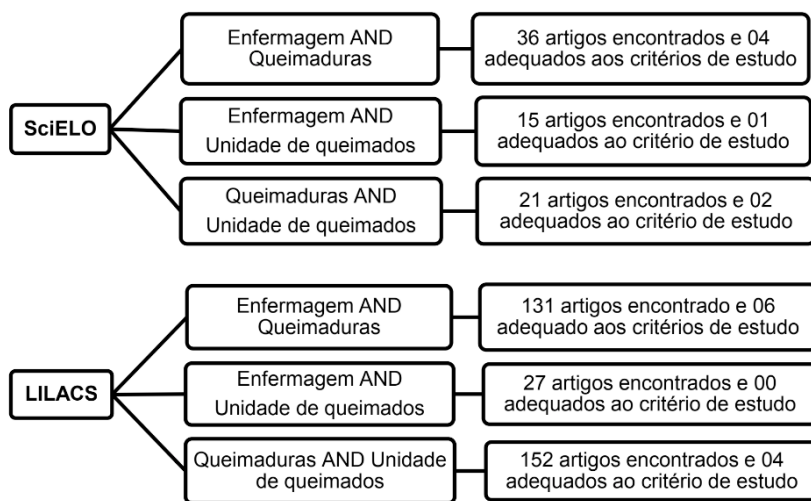 Enfermagem AND
Queimaduras
36 artigos encontrados e 04
adequados aos critérios de estudo
SciELO
Enfermagem AND
Unidade de queimados
15 artigos encontrados e 01
adequados ao critério de estudo
Queimaduras AND
Unidade de queimados
21 artigos encontrados e 02
adequados ao critério de estudo
Enfermagem AND
Queimaduras
131 artigos encontrado e 06
adequado aos critérios de estudo
LILACS
Enfermagem AND
Unidade de queimados
27 artigos encontrados e 00
adequados ao critério de estudo
Queimaduras AND Unidade
de queimados
152 artigos encontrados e 04
adequados ao critério de estudo